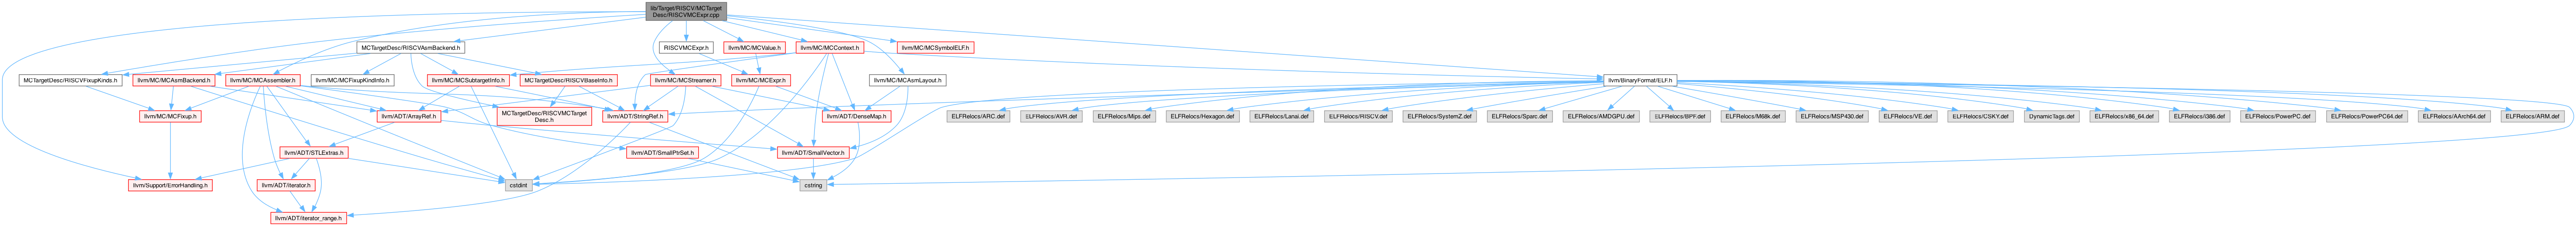 lib/Target/RISCV/MCTarget
Desc/RISCVMCExpr.cpp
MCTargetDesc/RISCVAsmBackend.h
RISCVMCExpr.h
llvm/MC/MCValue.h
llvm/MC/MCContext.h
llvm/MC/MCSymbolELF.h
MCTargetDesc/RISCVFixupKinds.h
llvm/MC/MCAsmBackend.h
llvm/MC/MCAssembler.h
llvm/MC/MCFixupKindInfo.h
llvm/MC/MCSubtargetInfo.h
MCTargetDesc/RISCVBaseInfo.h
llvm/MC/MCStreamer.h
llvm/MC/MCExpr.h
llvm/MC/MCAsmLayout.h
llvm/BinaryFormat/ELF.h
llvm/MC/MCFixup.h
llvm/ADT/ArrayRef.h
MCTargetDesc/RISCVMCTarget
Desc.h
llvm/ADT/StringRef.h
llvm/ADT/DenseMap.h
ELFRelocs/ARC.def
ELFRelocs/AVR.def
ELFRelocs/Mips.def
ELFRelocs/Hexagon.def
ELFRelocs/Lanai.def
ELFRelocs/RISCV.def
ELFRelocs/SystemZ.def
ELFRelocs/Sparc.def
ELFRelocs/AMDGPU.def
ELFRelocs/BPF.def
ELFRelocs/M68k.def
ELFRelocs/MSP430.def
ELFRelocs/VE.def
ELFRelocs/CSKY.def
DynamicTags.def
ELFRelocs/x86_64.def
ELFRelocs/i386.def
ELFRelocs/PowerPC.def
ELFRelocs/PowerPC64.def
ELFRelocs/AArch64.def
ELFRelocs/ARM.def
llvm/ADT/STLExtras.h
llvm/ADT/SmallPtrSet.h
llvm/ADT/SmallVector.h
llvm/Support/ErrorHandling.h
llvm/ADT/iterator.h
cstdint
cstring
llvm/ADT/iterator_range.h